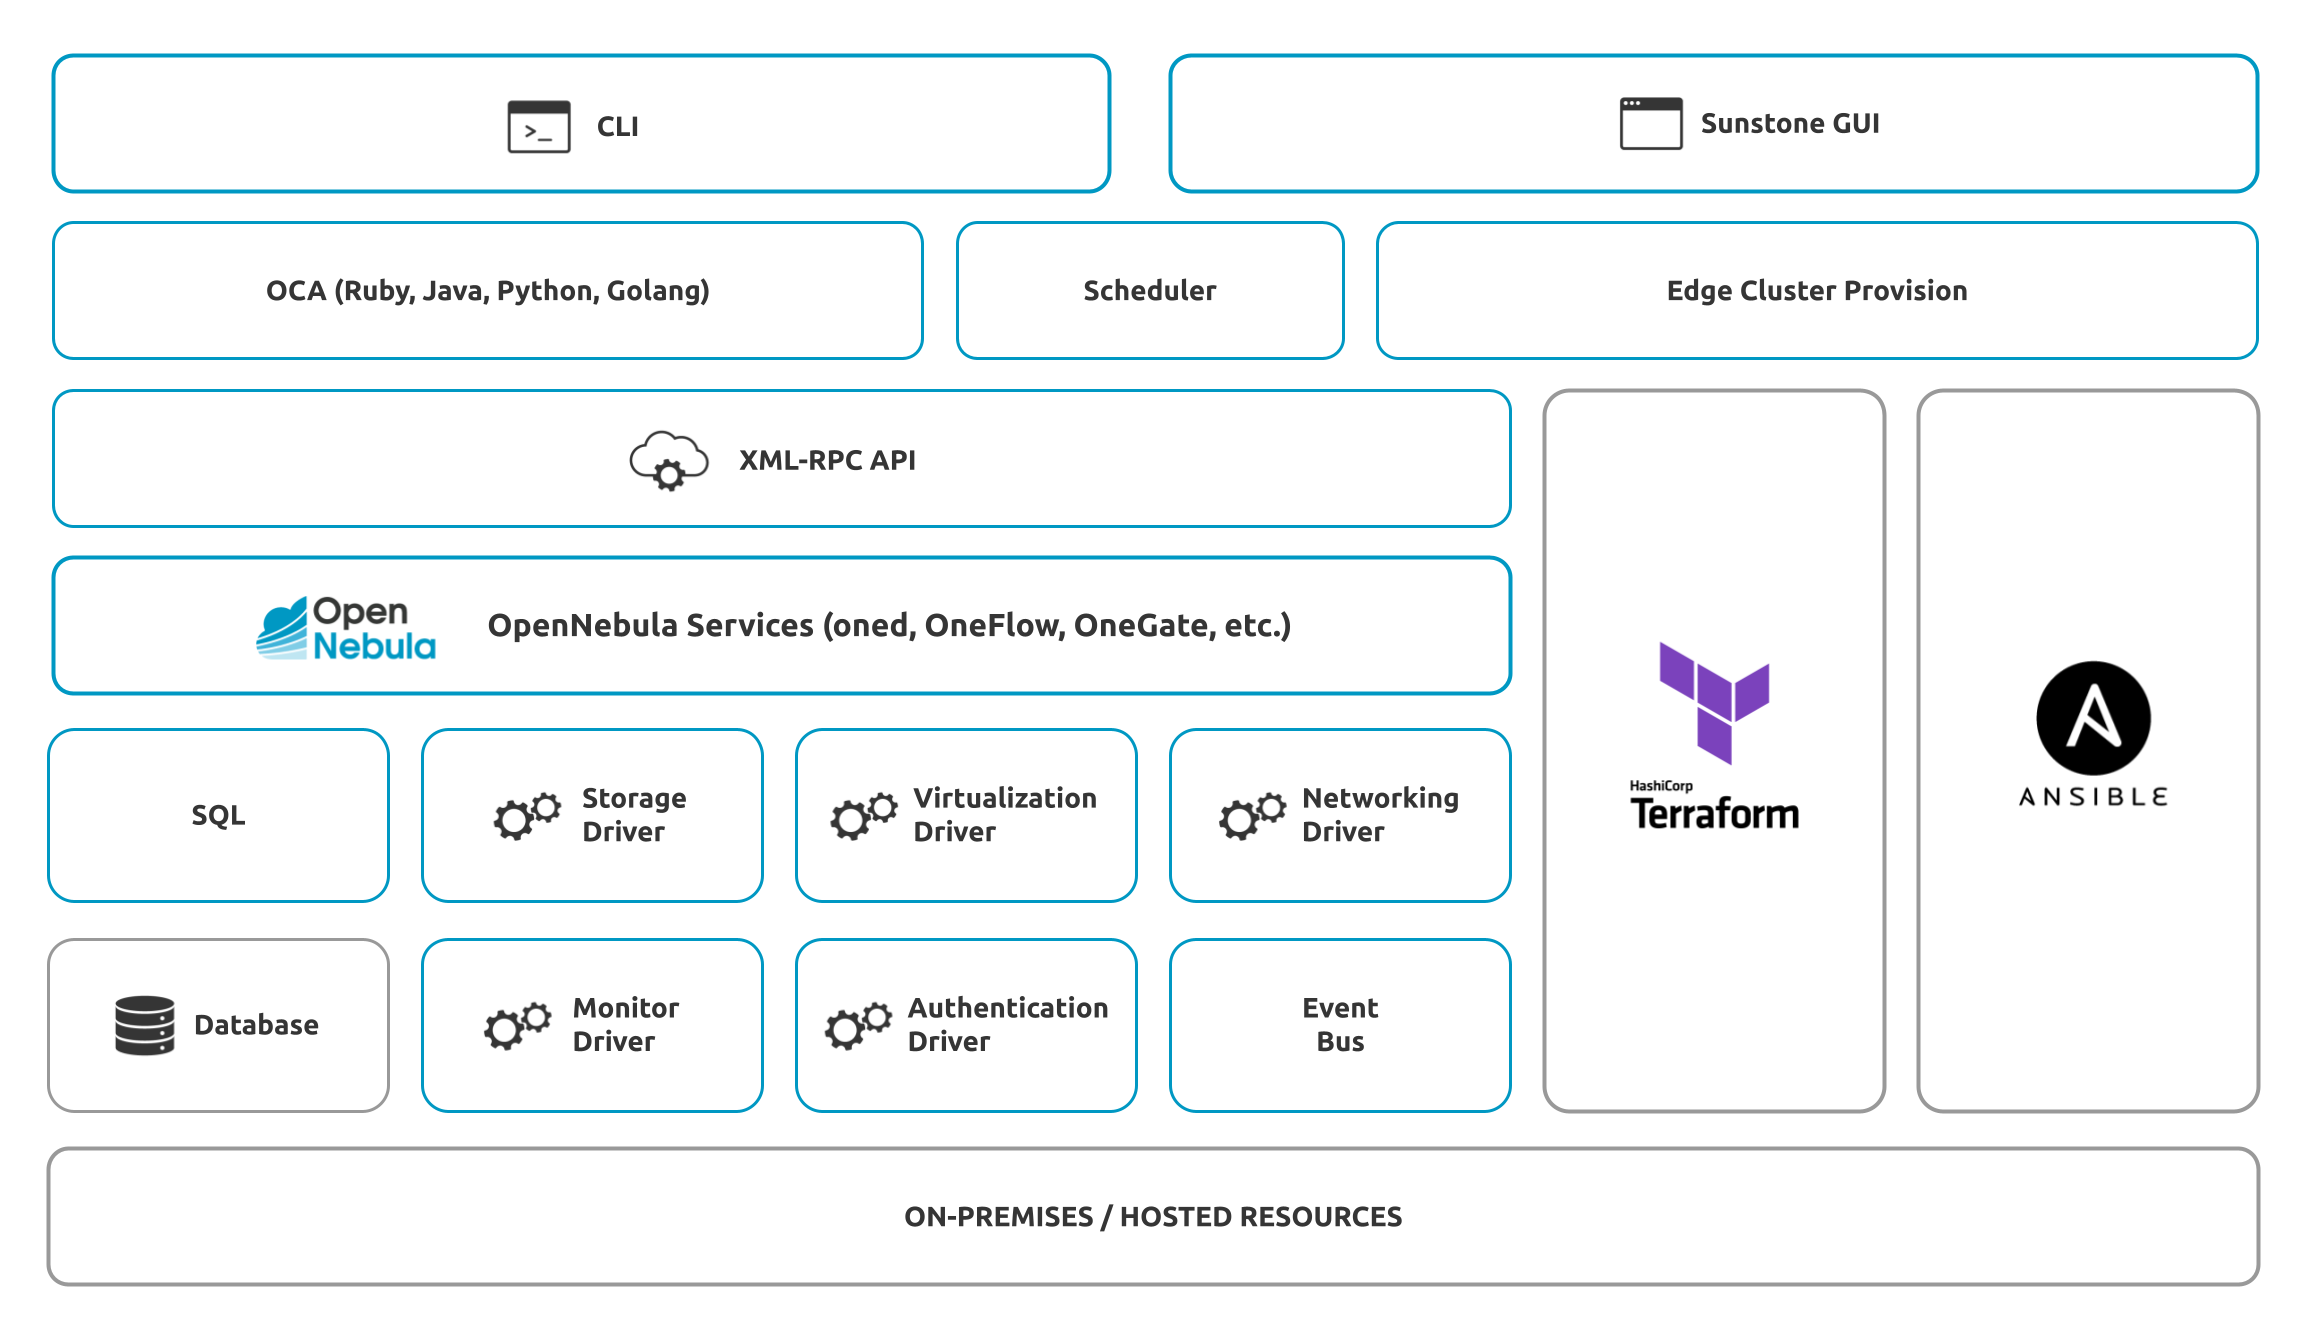 CLI
Sunstone GUI
OCA (Ruby, Java, Python, Golang)
Scheduler
Edge Cluster Provision
XML-RPC API
Open
Nebula
OpenNebula Services (oned, OneFlow, OneGate, etc.)
SQL
Storage
Driver
Virtualization
Driver
Networking
Driver
HashiCorp
Terraform
ANSIBLE
Database
Monitor
Driver
Authentication
Driver
Event
Bus
ON-PREMISES / HOSTED RESOURCES